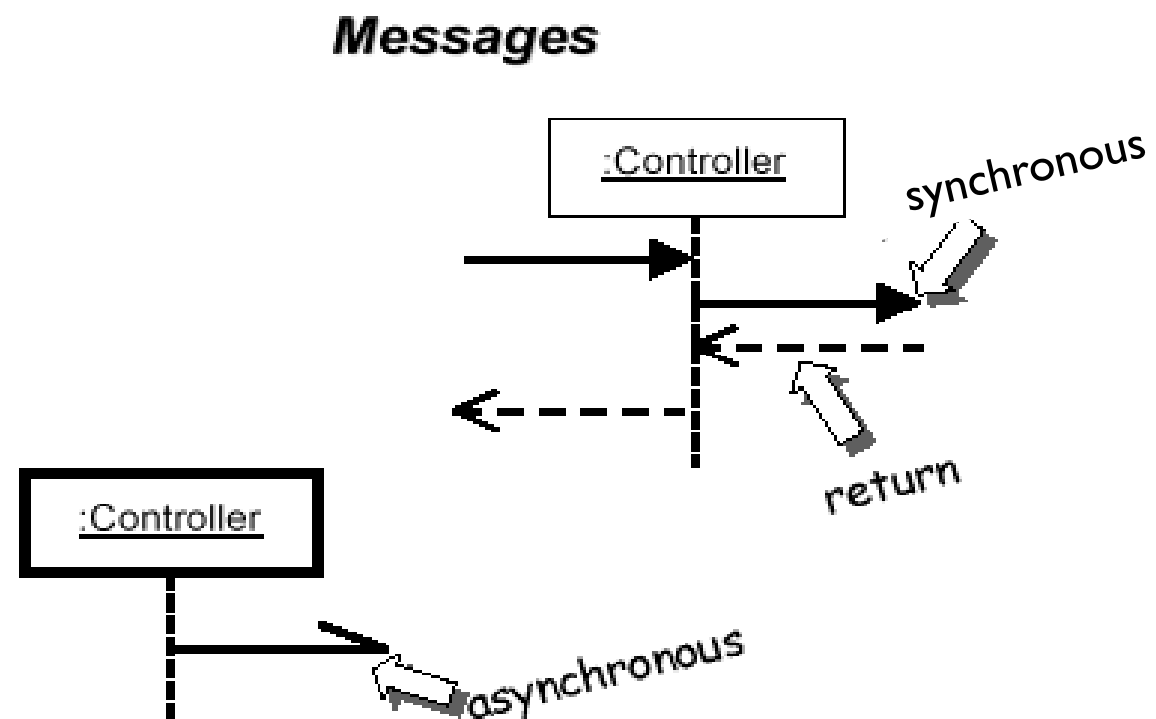 Messages
:Controller
synchronous
return
:Controller
asynchronous